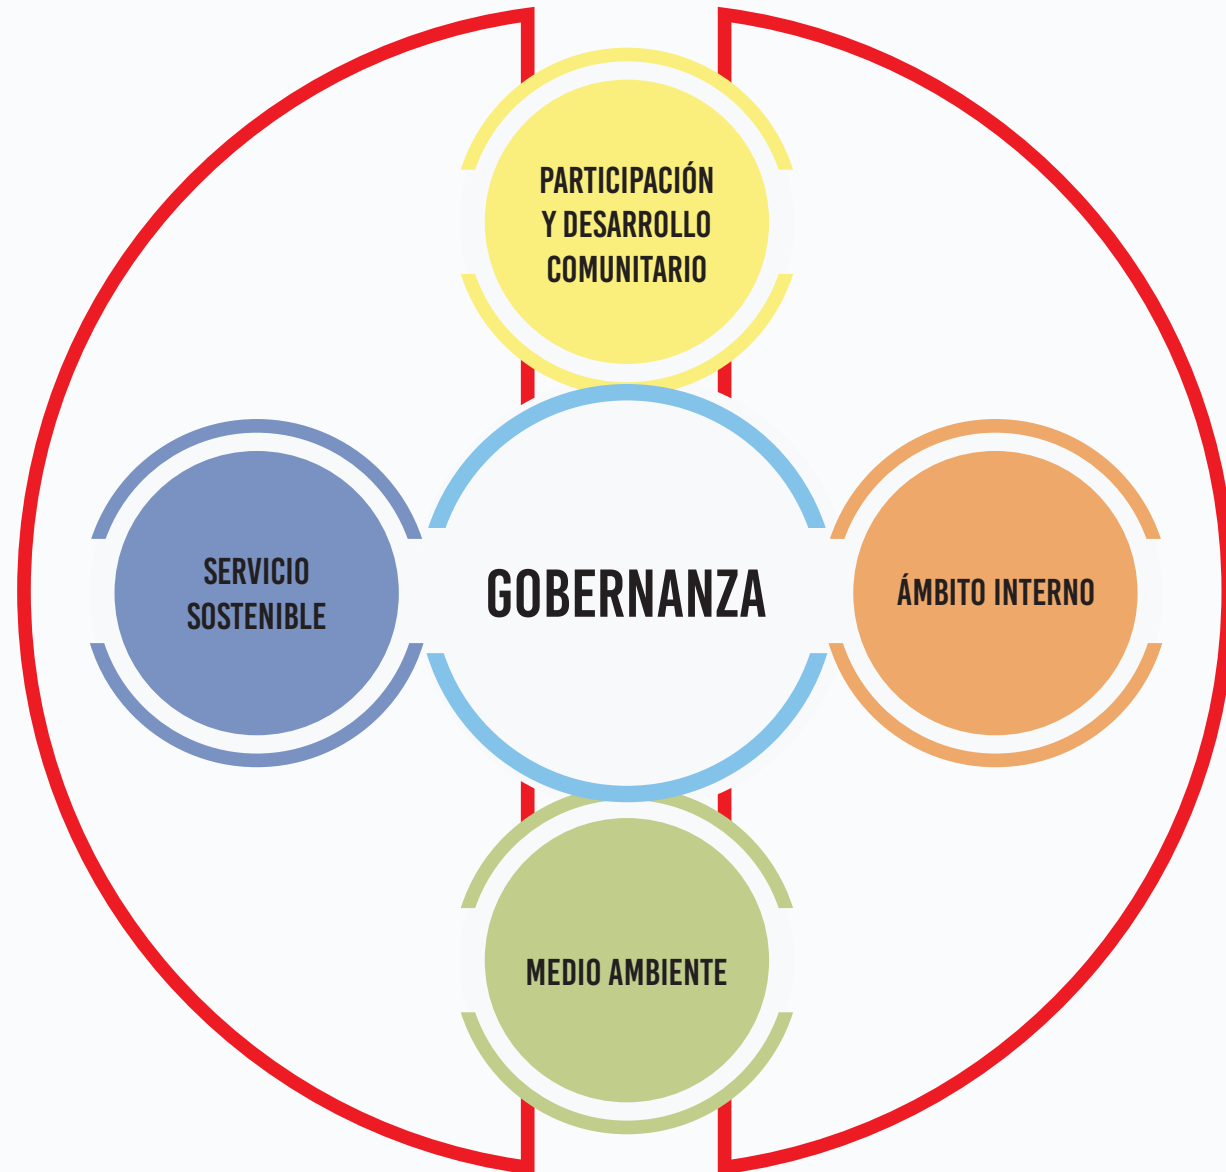 PARTICIPACIÓN
Y DESARROLLO
COMUNITARIO
SERVICIO
SOSTENIBLE
GOBERNANZA
ÁMBITO INTERNO
MEDIO AMBIENTE